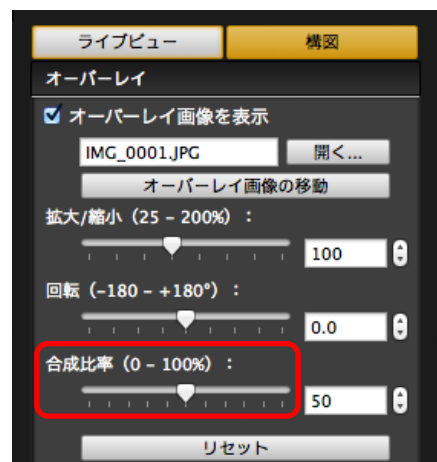 ライブビュー 構図
オーバーレイ
オーバーレイ画像を表示
IMG_0001.JPG 開く...
オーバーレイ画像の移動
拡大/縮小（25 – 200%）：
100
回転（-180 – +180°）：
0.0
合成比率（0 – 100%）：
50
リセット